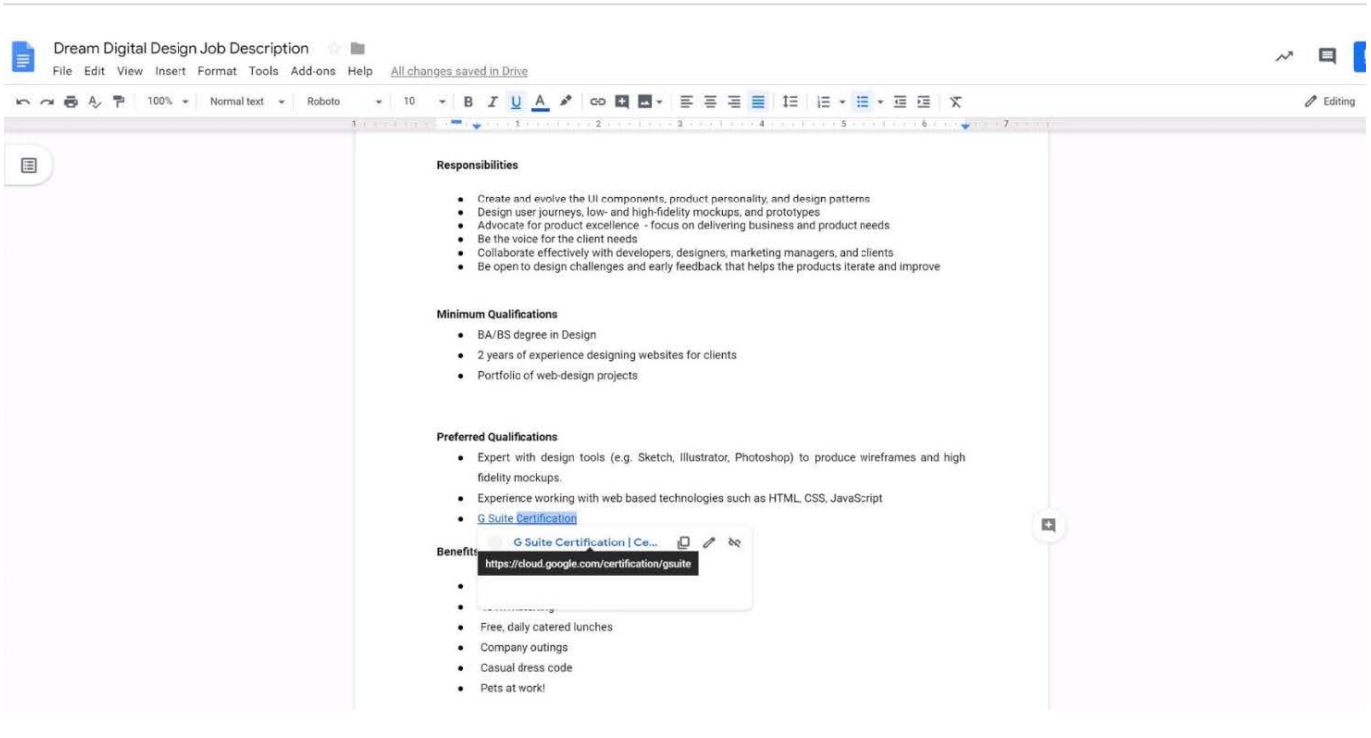 Dream Digital Design Job Description
File Edit View Insert Format Tools Add-ons Help All changes saved in Drive
100% Normal text Roboto 10 B I U A Editing
1 1 2 3 4 5 6 7
Responsibilities
● Create and evolve the UI components, product personality, and design patterns
● Design user journeys, low- and high-fidelity mockups, and prototypes
● Advocate for product excellence - focus on delivering business and product needs
● Be the voice for the client needs
● Collaborate effectively with developers, designers, marketing managers, and clients
● Be open to design challenges and early feedback that helps the products iterate and improve
Minimum Qualifications
● BA/BS degree in Design
● 2 years of experience designing websites for clients
● Portfolio of web-design projects
Preferred Qualifications
● Expert with design tools (e.g. Sketch, Illustrator, Photoshop) to produce wireframes and high
fidelity mockups.
● Experience working with web based technologies such as HTML, CSS, JavaScript
● G Suite Certification
G Suite Certification | Ce...
Benefits
https://cloud.google.com/certification/gsuite
● Free, daily catered lunches
● Company outings
● Casual dress code
● Pets at work!